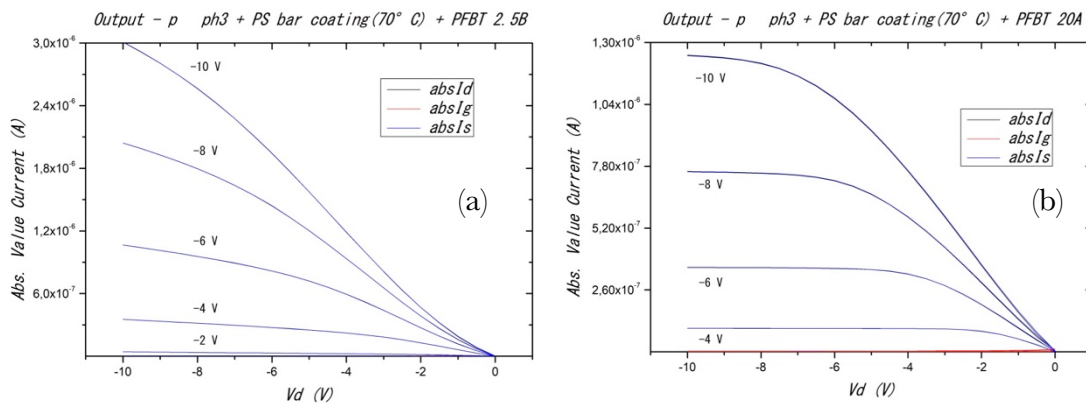 Output - p ph3 + PS bar coating(70° C) + PFBT 2.5B
3,0x10⁻⁶
2,4x10⁻⁶
1,8x10⁻⁶
1,2x10⁻⁶
6,0x10⁻⁷
Abs. Value Current (A)
-10 V
-8 V
-6 V
-4 V
-2 V
absId
absIg
absIs
(a)
-10 -8 -6 -4 -2 0
Vd (V)
Output - p ph3 + PS bar coating(70° C) + PFBT 20A
1,30x10⁻⁶
1,04x10⁻⁶
7,80x10⁻⁷
5,20x10⁻⁷
2,60x10⁻⁷
Abs. Value Current (A)
-10 V
-8 V
-6 V
-4 V
absId
absIg
absIs
(b)
-10 -8 -6 -4 -2 0
Vd (V)